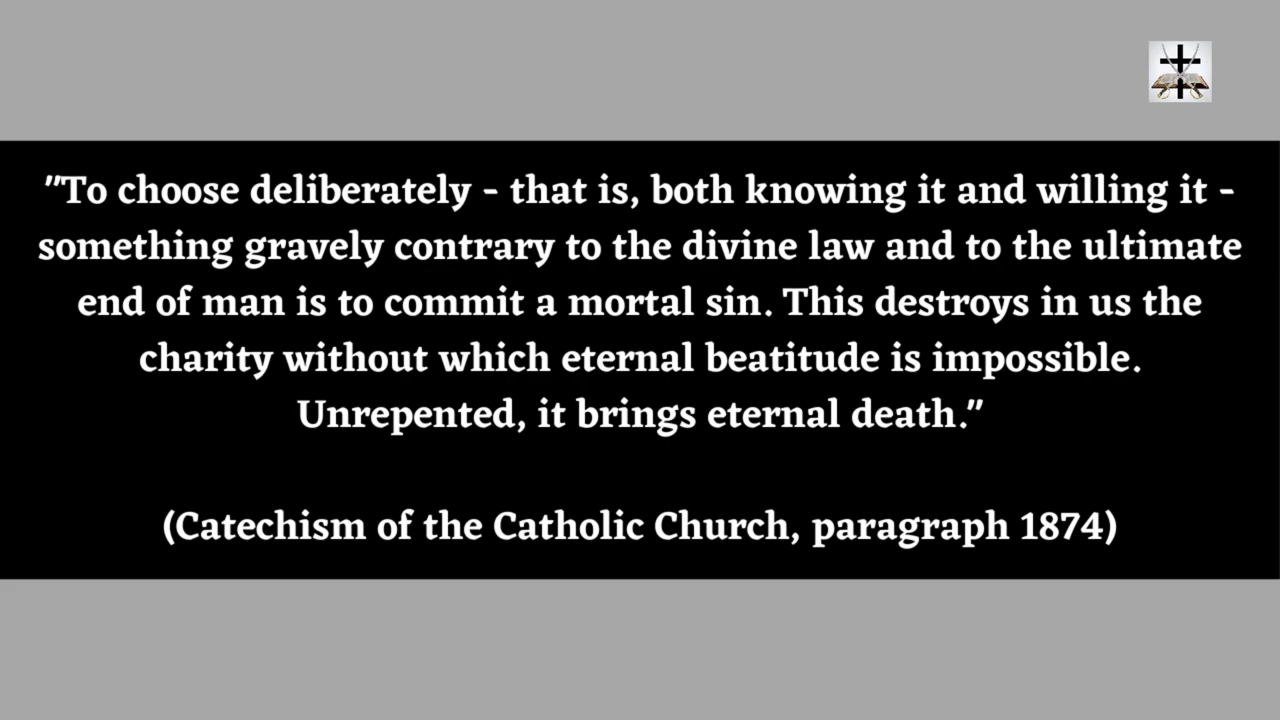 "To choose deliberately - that is, both knowing it and willing it -
something gravely contrary to the divine law and to the ultimate
end of man is to commit a mortal sin. This destroys in us the
charity without which eternal beatitude is impossible.
Unrepented, it brings eternal death."
(Catechism of the Catholic Church, paragraph 1874)